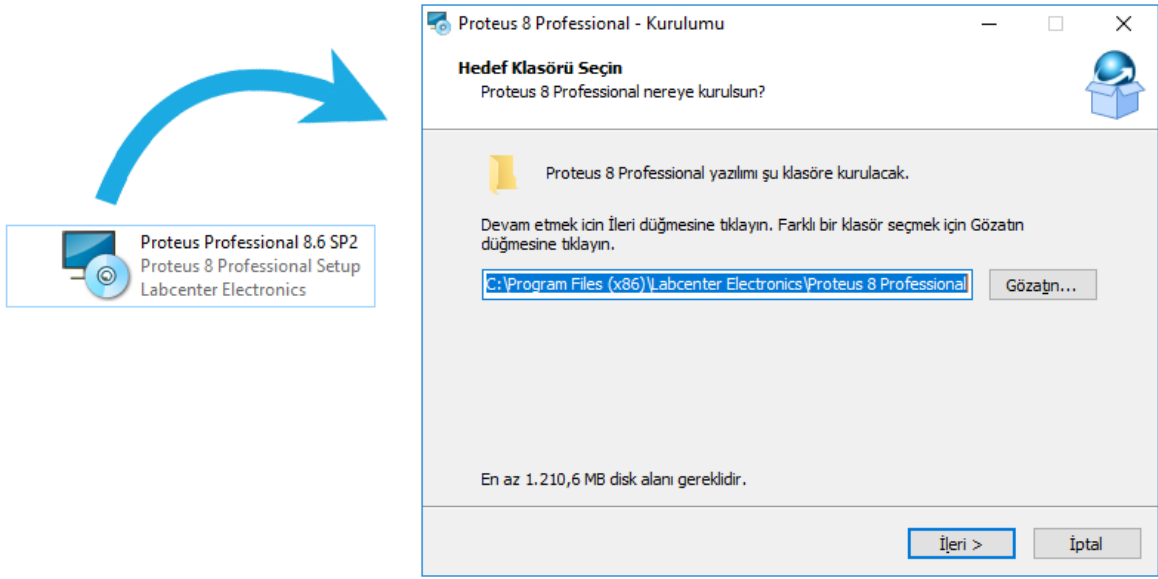 Proteus Professional 8.6 SP2
Proteus 8 Professional Setup
Labcenter Electronics
Proteus 8 Professional - Kurulumu
Hedef Klasörü Seçin
Proteus 8 Professional nereye kurulsun?
Proteus 8 Professional yazılımı şu klasöre kurulacak.
Devam etmek icin İleri düğmesine tıklayın. Farklı bir klasör seçmek için Gözatın
düğmesine tıklayın.
C:\Program Files (x86)\Labcenter Electronics\Proteus 8 Professional
Gözatın...
En az 1.210,6 MB disk alanı gereklidir.
İleri >
İptal